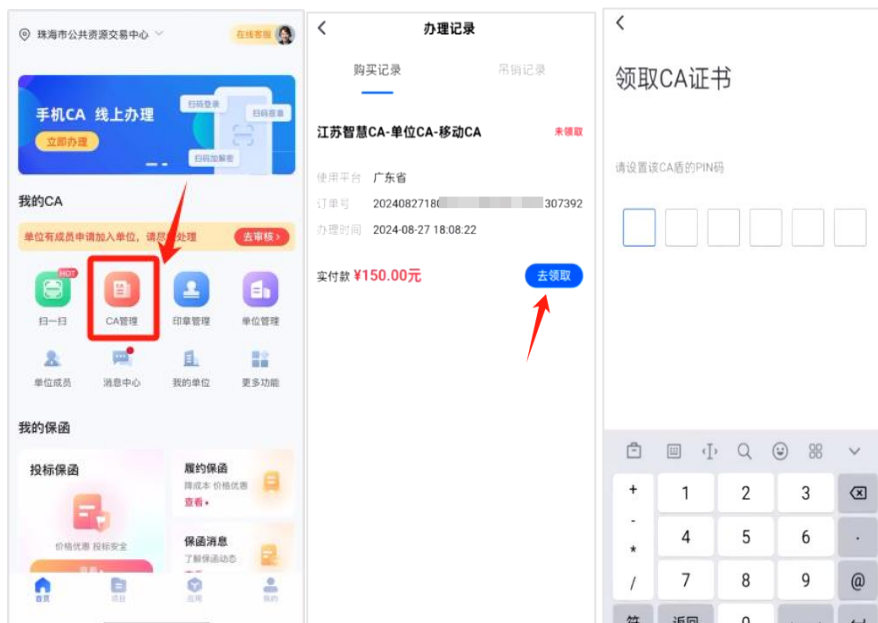 珠海市公共资源交易中心
在线客服
手机CA 线上办理
立即办理
扫码登录
扫码签章
扫码加解密
我的CA
单位有成员申请加入单位，请尽
处理
去审核>
HOT
扫一扫
CA管理
印章管理
单位管理
单位成员
消息中心
我的单位
更多功能
我的保函
投标保函
价格优惠 投标安全
履约保函
降成本 价格优惠
查看
保函消息
了解保函动态
首页
项目
应用
我的
办理记录
购买记录
吊销记录
江苏智慧CA-单位CA-移动CA
未领取
使用平台 广东省
订单号 2024082718
307392
办理时间 2024-08-27 18:08:22
实付款 ¥150.00元
去领取
领取CA证书
请设置该CA盾的PIN码
+ 1 2 3
- 4 5 6 .
*
/ 7 8 9 @
符 返回 0